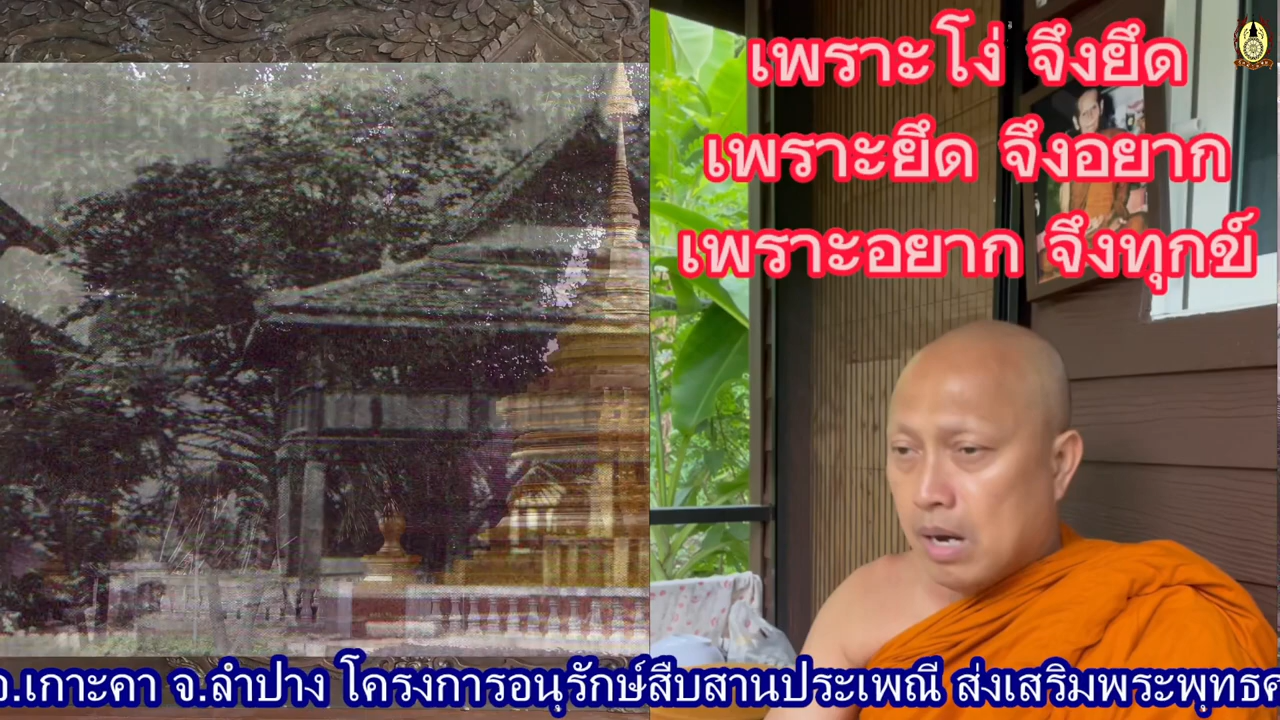 เพราะโง่ จึงยึด
เพราะยึด จึงอยาก
เพราะอยาก จึงทุกข์
อ.เกาะคา จ.ลำปาง โครงการอนุรักษ์สืบสานประเพณี ส่งเสริมพระพุทธศ